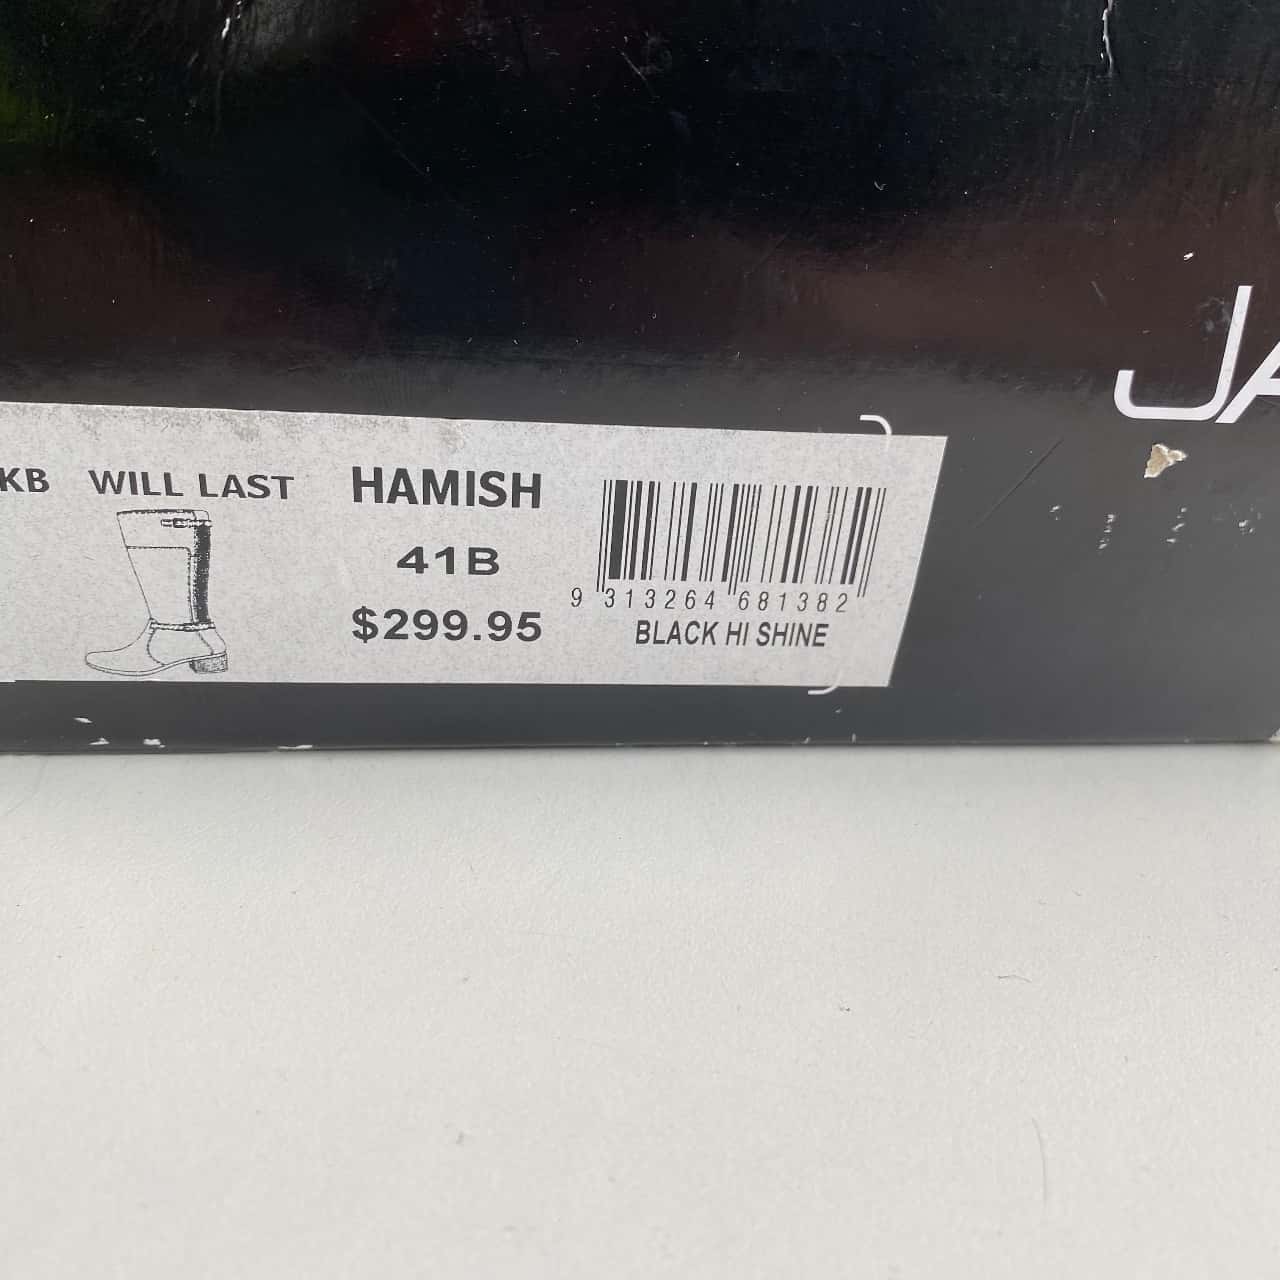 JA
KB WILL LAST HAMISH
41B
$299.95
9 313264 681382
BLACK HI SHINE